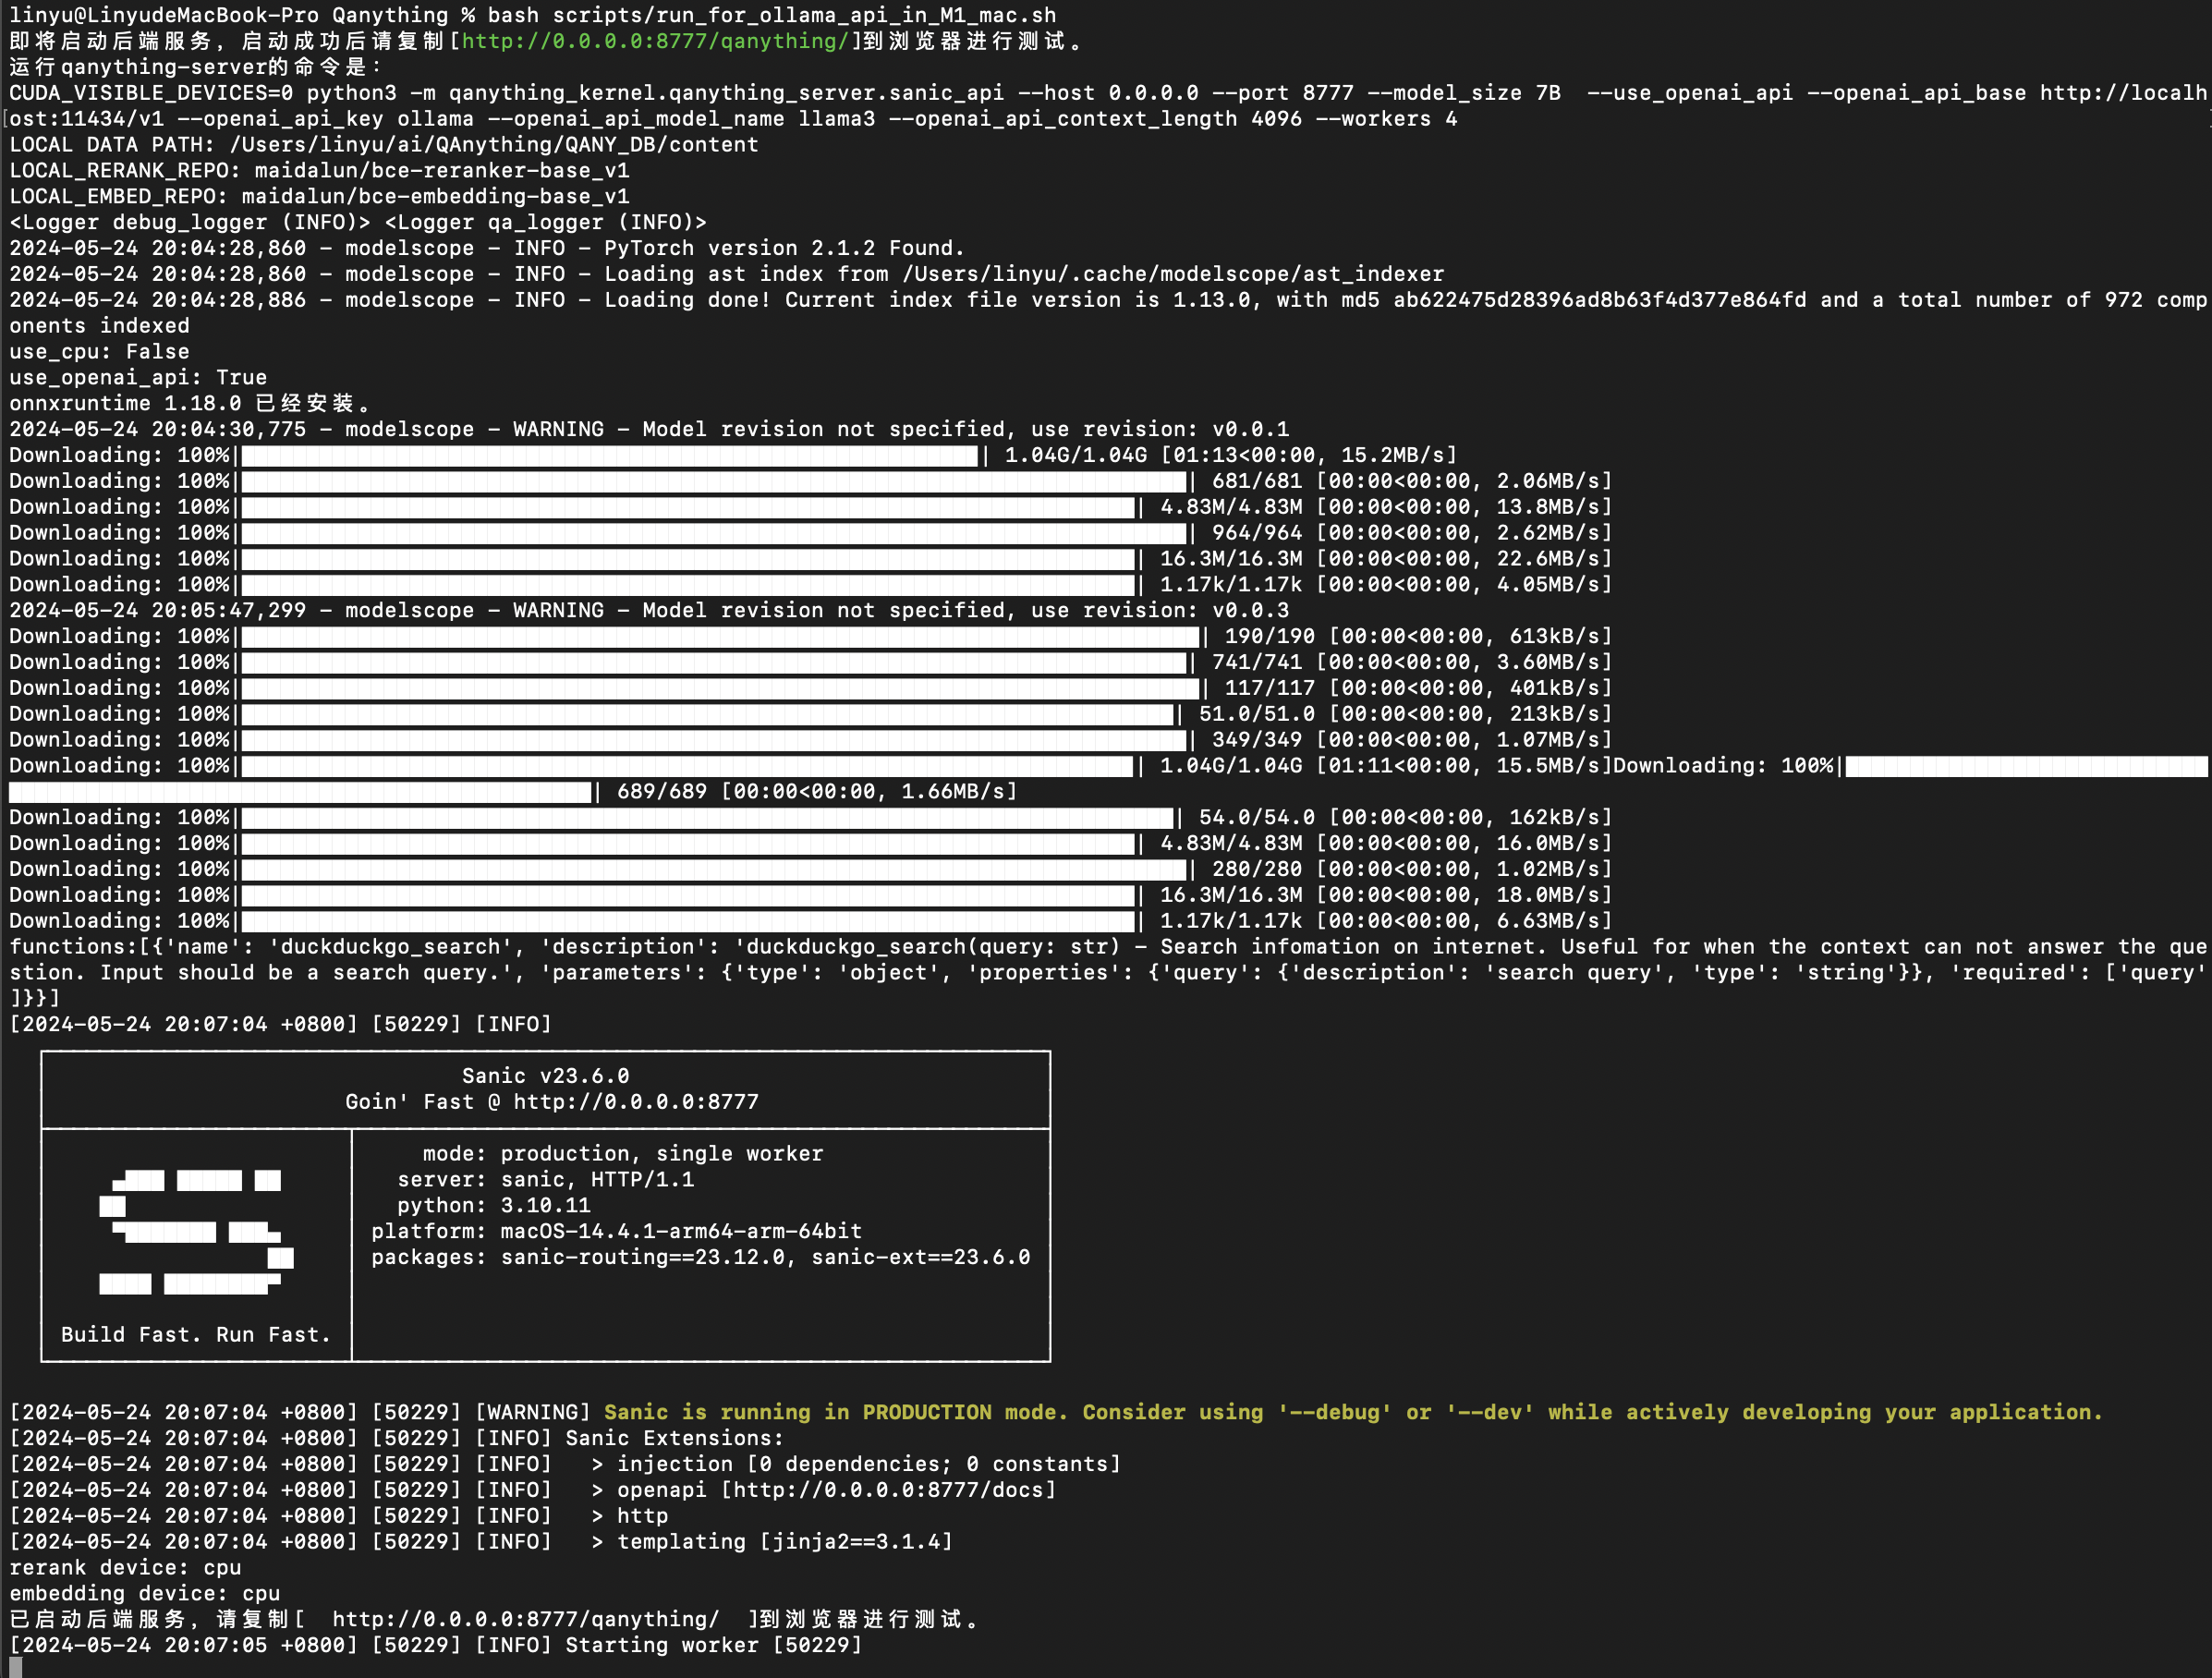 linyu@LinyudeMacBook-Pro Qanything % bash scripts/run_for_ollama_api_in_M1_mac.sh
即将启动后端服务，启动成功后请复制[http://0.0.0.0:8777/qanything/]到浏览器进行测试。
运行qanything-server的命令是：
CUDA_VISIBLE_DEVICES=0 python3 -m qanything_kernel.qanything_server.sanic_api --host 0.0.0.0 --port 8777 --model_size 7B  --use_openai_api --openai_api_base http://localh
ost:11434/v1 --openai_api_key ollama --openai_api_model_name llama3 --openai_api_context_length 4096 --workers 4
LOCAL DATA PATH: /Users/linyu/ai/QAnything/QANY_DB/content
LOCAL_RERANK_REPO: maidalun/bce-reranker-base_v1
LOCAL_EMBED_REPO: maidalun/bce-embedding-base_v1
<Logger debug_logger (INFO)> <Logger qa_logger (INFO)>
2024-05-24 20:04:28,860 - modelscope - INFO - PyTorch version 2.1.2 Found.
2024-05-24 20:04:28,860 - modelscope - INFO - Loading ast index from /Users/linyu/.cache/modelscope/ast_indexer
2024-05-24 20:04:28,886 - modelscope - INFO - Loading done! Current index file version is 1.13.0, with md5 ab622475d28396ad8b63f4d377e864fd and a total number of 972 comp
onents indexed
use_cpu: False
use_openai_api: True
onnxruntime 1.18.0 已经安装。
2024-05-24 20:04:30,775 - modelscope - WARNING - Model revision not specified, use revision: v0.0.1
Downloading: 100%| | 1.04G/1.04G [01:13<00:00, 15.2MB/s]
Downloading: 100%| | 681/681 [00:00<00:00, 2.06MB/s]
Downloading: 100%| | 4.83M/4.83M [00:00<00:00, 13.8MB/s]
Downloading: 100%| | 964/964 [00:00<00:00, 2.62MB/s]
Downloading: 100%| | 16.3M/16.3M [00:00<00:00, 22.6MB/s]
Downloading: 100%| | 1.17k/1.17k [00:00<00:00, 4.05MB/s]
2024-05-24 20:05:47,299 - modelscope - WARNING - Model revision not specified, use revision: v0.0.3
Downloading: 100%| | 190/190 [00:00<00:00, 613kB/s]
Downloading: 100%| | 741/741 [00:00<00:00, 3.60MB/s]
Downloading: 100%| | 117/117 [00:00<00:00, 401kB/s]
Downloading: 100%| | 51.0/51.0 [00:00<00:00, 213kB/s]
Downloading: 100%| | 349/349 [00:00<00:00, 1.07MB/s]
Downloading: 100%| | 1.04G/1.04G [01:11<00:00, 15.5MB/s]Downloading: 100%|
| 689/689 [00:00<00:00, 1.66MB/s]
Downloading: 100%| | 54.0/54.0 [00:00<00:00, 162kB/s]
Downloading: 100%| | 4.83M/4.83M [00:00<00:00, 16.0MB/s]
Downloading: 100%| | 280/280 [00:00<00:00, 1.02MB/s]
Downloading: 100%| | 16.3M/16.3M [00:00<00:00, 18.0MB/s]
Downloading: 100%| | 1.17k/1.17k [00:00<00:00, 6.63MB/s]
functions:[{'name': 'duckduckgo_search', 'description': 'duckduckgo_search(query: str) - Search infomation on internet. Useful for when the context can not answer the que
stion. Input should be a search query.', 'parameters': {'type': 'object', 'properties': {'query': {'description': 'search query', 'type': 'string'}}, 'required': ['query'
]}}]
[2024-05-24 20:07:04 +0800] [50229] [INFO]
Sanic v23.6.0
Goin' Fast @ http://0.0.0.0:8777
mode: production, single worker
server: sanic, HTTP/1.1
python: 3.10.11
platform: macOS-14.4.1-arm64-arm-64bit
packages: sanic-routing==23.12.0, sanic-ext==23.6.0
Build Fast. Run Fast.
[2024-05-24 20:07:04 +0800] [50229] [WARNING] Sanic is running in PRODUCTION mode. Consider using '--debug' or '--dev' while actively developing your application.
[2024-05-24 20:07:04 +0800] [50229] [INFO] Sanic Extensions:
[2024-05-24 20:07:04 +0800] [50229] [INFO]   > injection [0 dependencies; 0 constants]
[2024-05-24 20:07:04 +0800] [50229] [INFO]   > openapi [http://0.0.0.0:8777/docs]
[2024-05-24 20:07:04 +0800] [50229] [INFO]   > http
[2024-05-24 20:07:04 +0800] [50229] [INFO]   > templating [jinja2==3.1.4]
rerank device: cpu
embedding device: cpu
已启动后端服务，请复制[  http://0.0.0.0:8777/qanything/  ]到浏览器进行测试。
[2024-05-24 20:07:05 +0800] [50229] [INFO] Starting worker [50229]